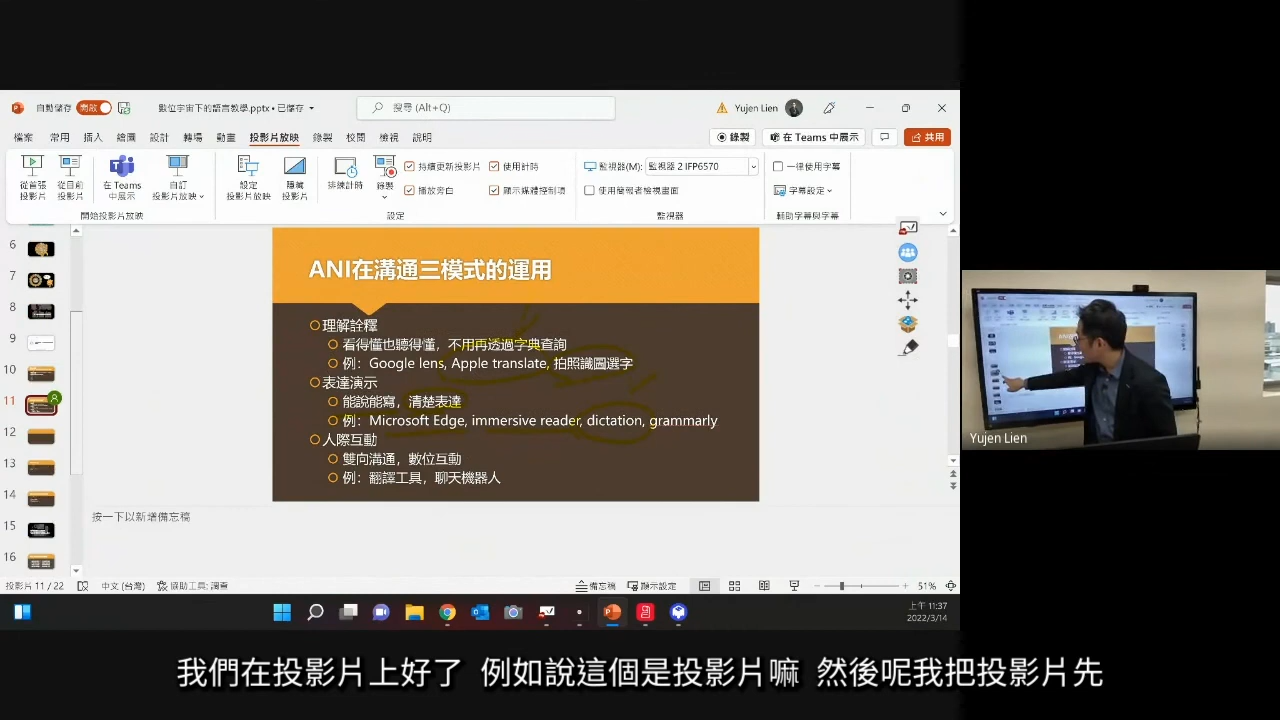 自動儲存 開啟 數位宇宙下的語言教學.pptx • 已儲存 搜尋 (Alt+Q) Yujen Lien
檔案 常用 插入 繪圖 設計 轉場 動畫 投影片放映 錄製 校閱 檢視 說明 錄製 在 Teams 中展示 共用
從首張投影片 從目前投影片 在 Teams 中展示 自訂投影片放映 設定投影片放映 隱藏投影片 排練計時 錄製
持續更新投影片 使用計時 監視器(M): 監視器 2 IFP6570 一律使用字幕
播放旁白 顯示媒體控制項 使用簡報者檢視畫面 字幕設定
開始投影片放映 設定 監視器 輔助字幕與字幕
6
7
8
9
10
11
12
13
14
15
16
ANI在溝通三模式的運用
理解詮釋
看得懂也聽得懂，不用再透過字典查詢
例：Google lens, Apple translate, 拍照識圖選字
表達演示
能說能寫，清楚表達
例：Microsoft Edge, immersive reader, dictation, grammarly
人際互動
雙向溝通，數位互動
例：翻譯工具，聊天機器人
按一下以新增備忘稿
投影片 11 / 22 中文 (台灣) 協助工具: 調查 備忘稿 顯示設定 51%
上午 11:37
2022/3/14
Yujen Lien
我們在投影片上好了 例如說這個是投影片嘛 然後呢我把投影片先